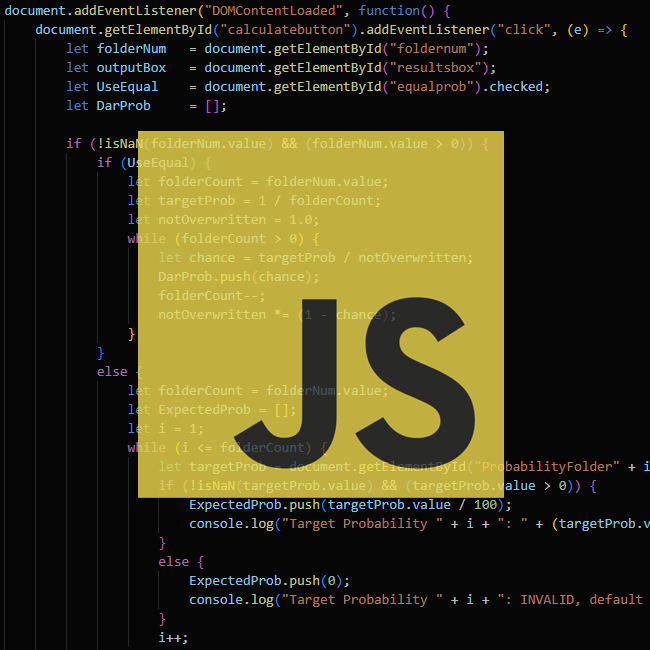 document.addEventListener("DOMContentLoaded", function() {
document.getElementById("calculatebutton").addEventListener("click", (e) => {
let folderNum = document.getElementById("foldernum");
let outputBox = document.getElementById("resultsbox");
let UseEqual = document.getElementById("equalprob").checked;
let DarProb = [];
if (!isNaN(folderNum.value) && (folderNum.value > 0)) {
if (UseEqual) {
let folderCount = folderNum.value;
let targetProb = 1 / folderCount;
let notOverwritten = 1.0;
while (folderCount > 0) {
let chance = targetProb / notOverwritten;
DarProb.push(chance);
folderCount--;
notOverwritten *= (1 - chance);
}
}
else {
let folderCount = folderNum.value;
let ExpectedProb = [];
let i = 1;
while (i <= folderCount) {
let targetProb = document.getElementById("ProbabilityFolder" + i
if (!isNaN(targetProb.value) && (targetProb.value > 0)) {
ExpectedProb.push(targetProb.value / 100);
console.log("Target Probability " + i + ": " + (targetProb.v
}
else {
ExpectedProb.push(0);
console.log("Target Probability " + i + ": INVALID, default
}
i++;
JS